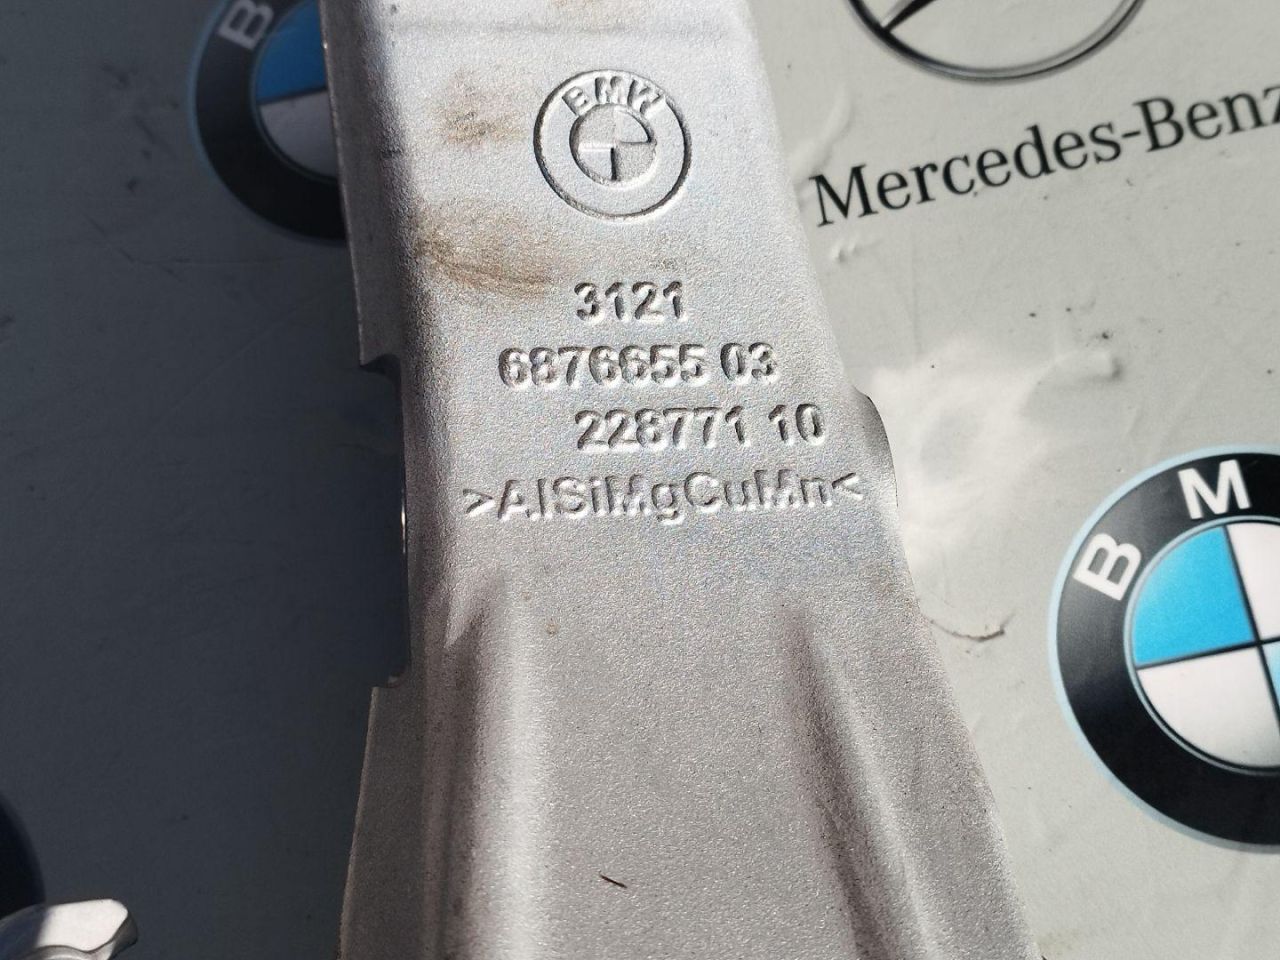 B
BMW
Mercedes-Benz
3121
6876655 03
228771 10
>AlSiMgCuMn<
B M